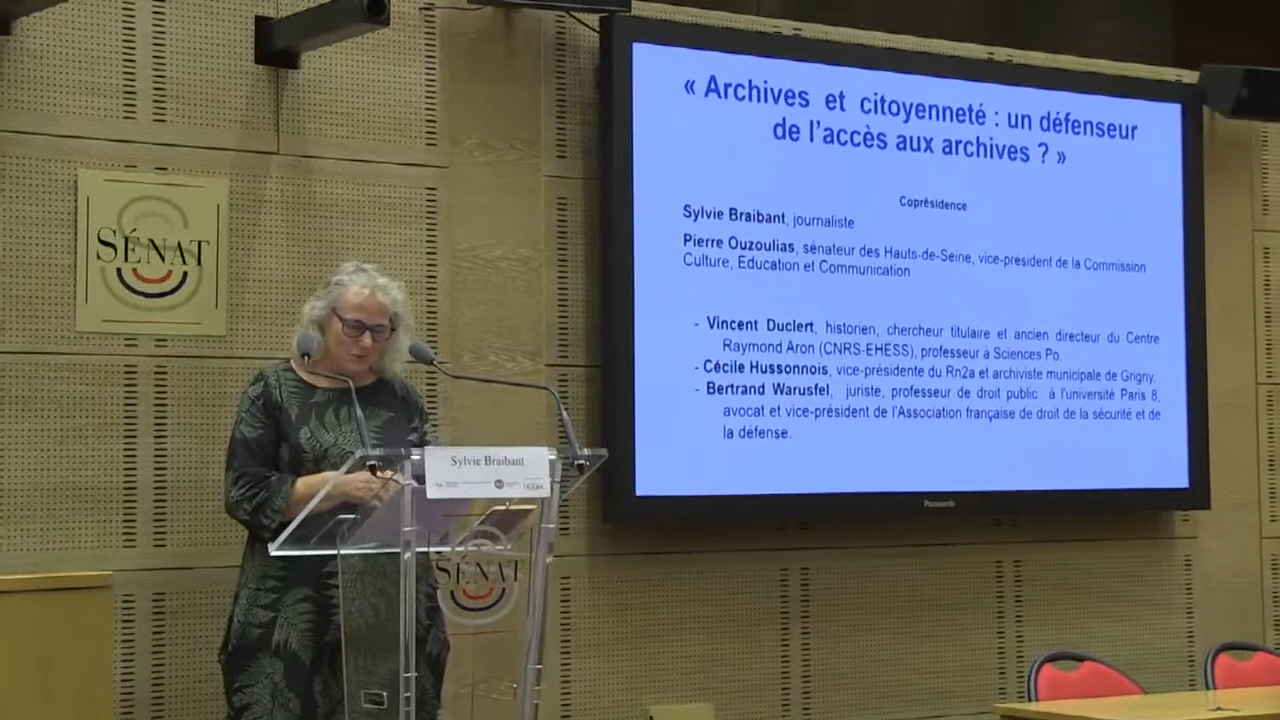 « Archives et citoyenneté : un défenseur
de l'accès aux archives ? »
Coprésidence
Sylvie Braibant, journaliste
Pierre Ouzoulias, sénateur des Hauts-de-Seine, vice-président de la Commission
Culture, Education et Communication
- Vincent Duclert, historien, chercheur titulaire et ancien directeur du Centre
Raymond Aron (CNRS-EHESS), professeur à Sciences Po.
- Cécile Hussonnois, vice-présidente du Rn2a et archiviste municipale de Grigny.
- Bertrand Warusfel, juriste, professeur de droit public à l'université Paris 8,
avocat et vice-président de l'Association française de droit de la sécurité et de
la défense.
Panasonic
SÉNAT
Sylvie Braibant
SÉNAT